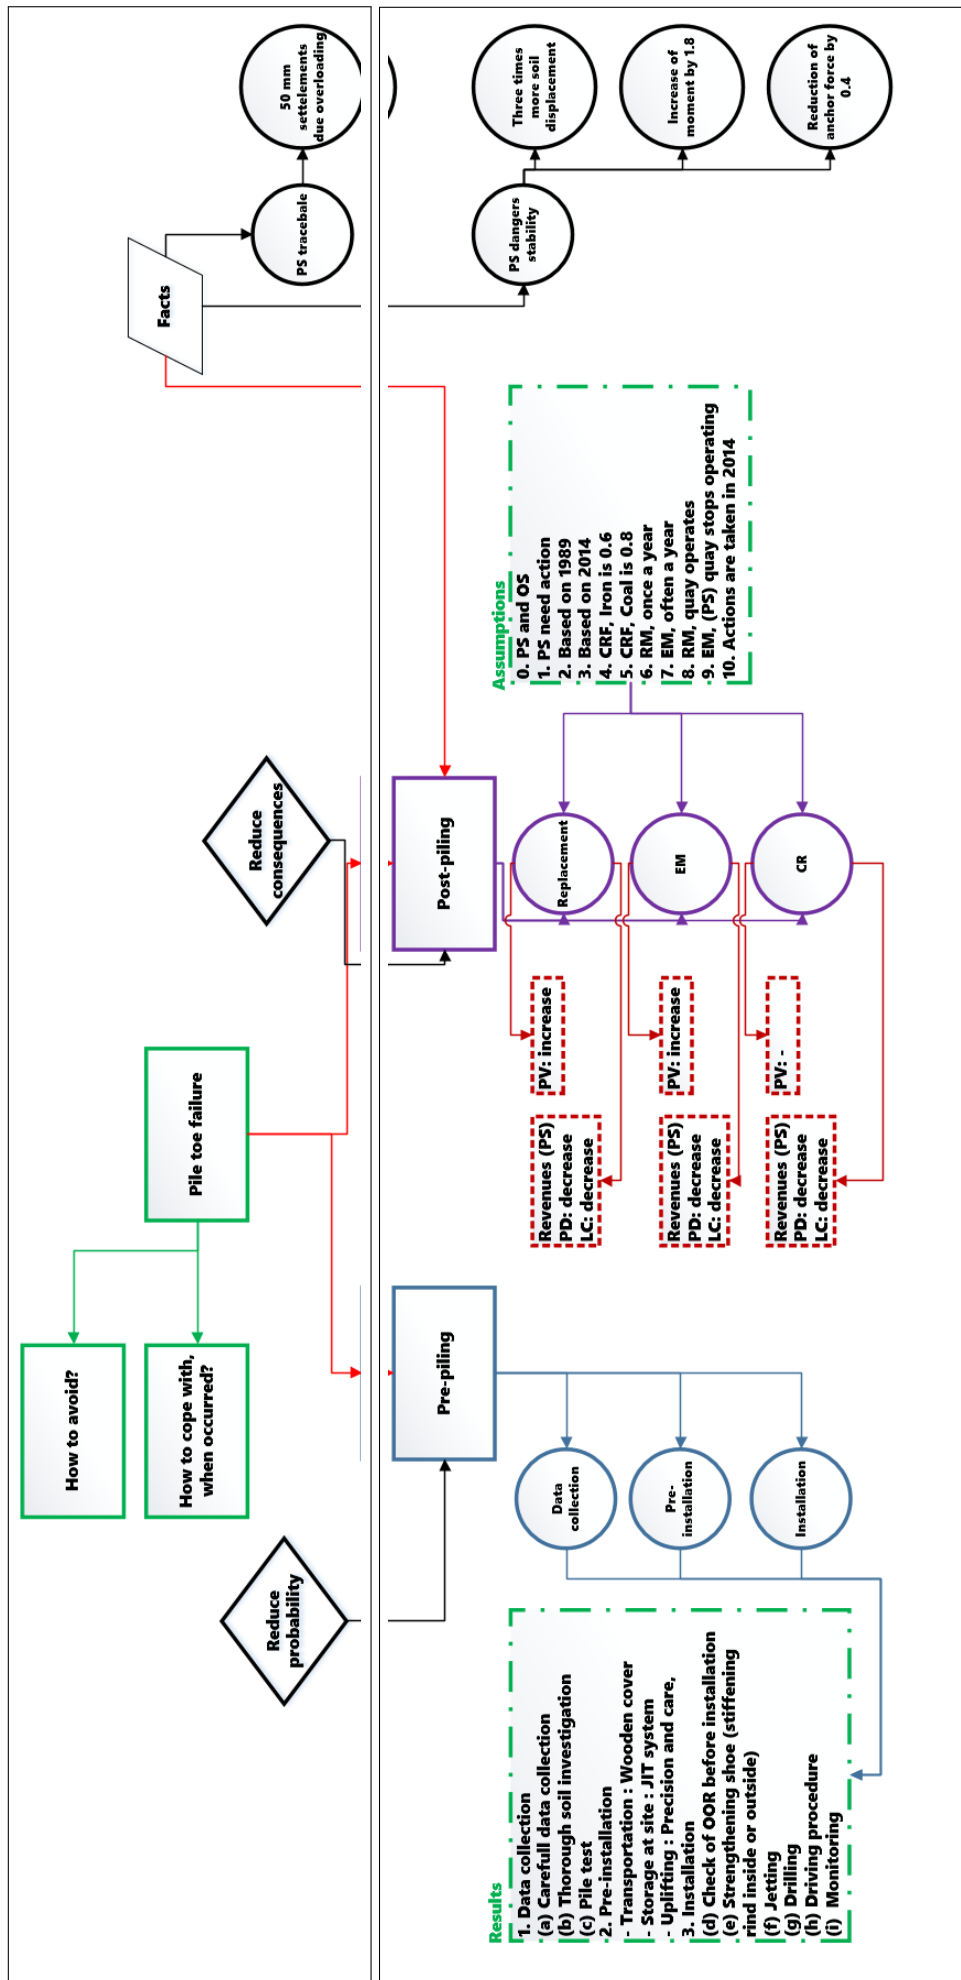 How to avoid?
How to cope with,
when occurred?
Pile toe failure
Reduce
probability
Reduce
consequences
Facts
PS tracebale
50 mm
settelements
due overloading
PS dangers
stability
Three times
more soil
displacement
Increase of
moment by 1.8
Reduction of
anchor force by
0.4
Pre-piling
Post-piling
Data
collection
Pre-
installation
Installation
Replacement
EM
CR
Revenues (PS)
PD: decrease
LC: decrease
PV: increase
Revenues (PS)
PD: decrease
LC: decrease
PV: increase
Revenues (PS)
PD: decrease
LC: decrease
PV: -
Results
1. Data collection
(a) Carefull data collection
(b) Thorough soil investigation
(c) Pile test
2. Pre-installation
- Transportation : Wooden cover
- Storage at site : JIT system
- Uplifting : Precision and care,
3. Installation
(d) Check of OOR before installation
(e) Strengthening shoe (stiffening
rind inside or outside)
(f) Jetting
(g) Drilling
(h) Driving procedure
(i) Monitoring
Assumptions
0. PS and OS
1. PS need action
2. Based on 1989
3. Based on 2014
4. CRF, Iron is 0.6
5. CRF, Coal is 0.8
6. RM, once a year
7. EM, often a year
8. RM, quay operates
9. EM, (PS) quay stops operating
10. Actions are taken in 2014